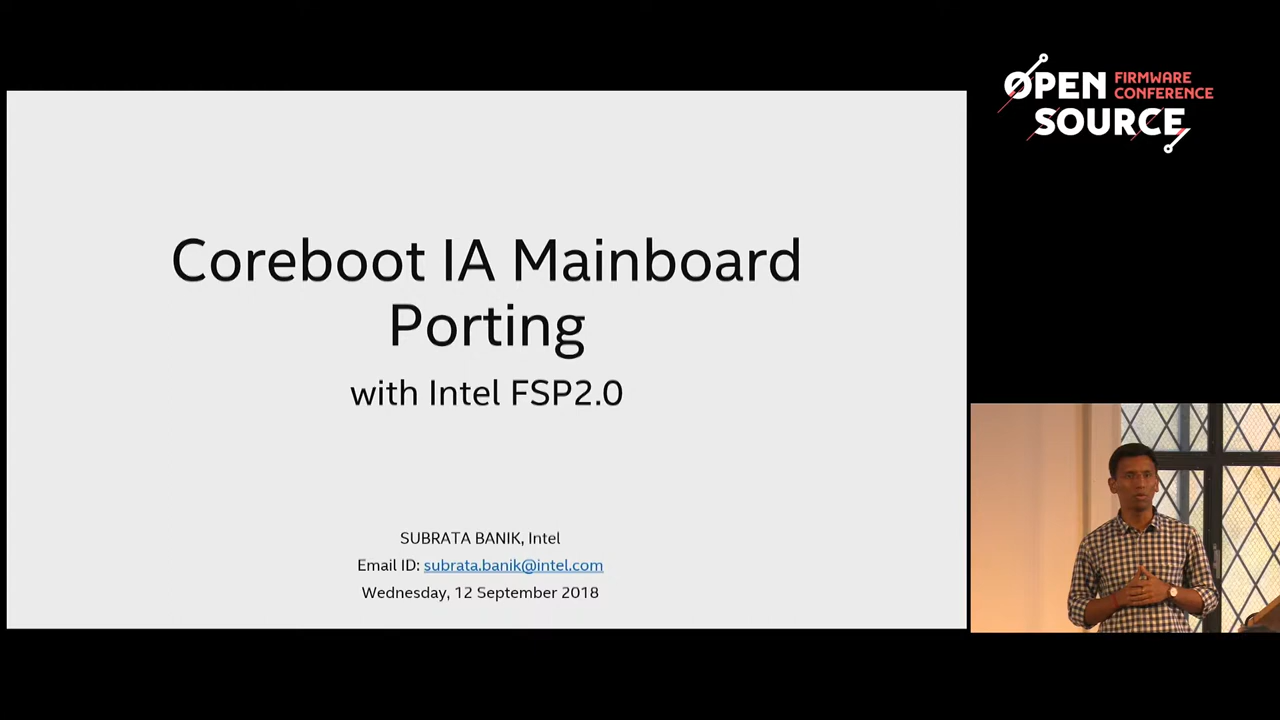 OPEN FIRMWARE
CONFERENCE
SOURCE
Coreboot IA Mainboard
Porting
with Intel FSP2.0
SUBRATA BANIK, Intel
Email ID: subrata.banik@intel.com
Wednesday, 12 September 2018